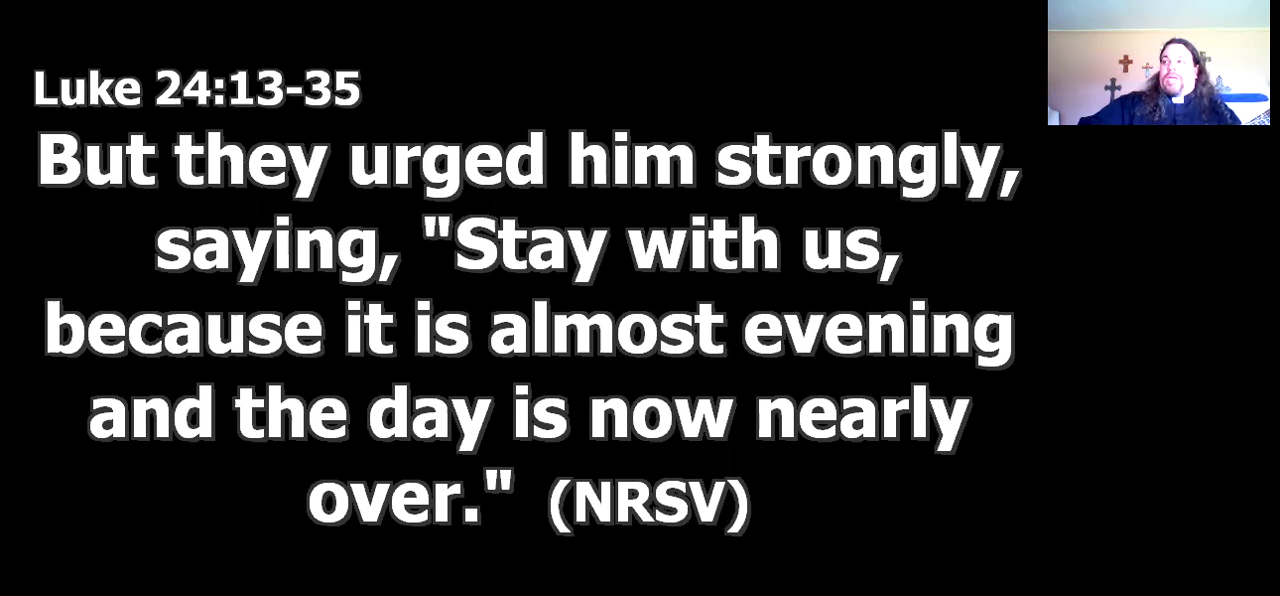 Luke 24:13-35
But they urged him strongly,
saying, "Stay with us,
because it is almost evening
and the day is now nearly
over." (NRSV)